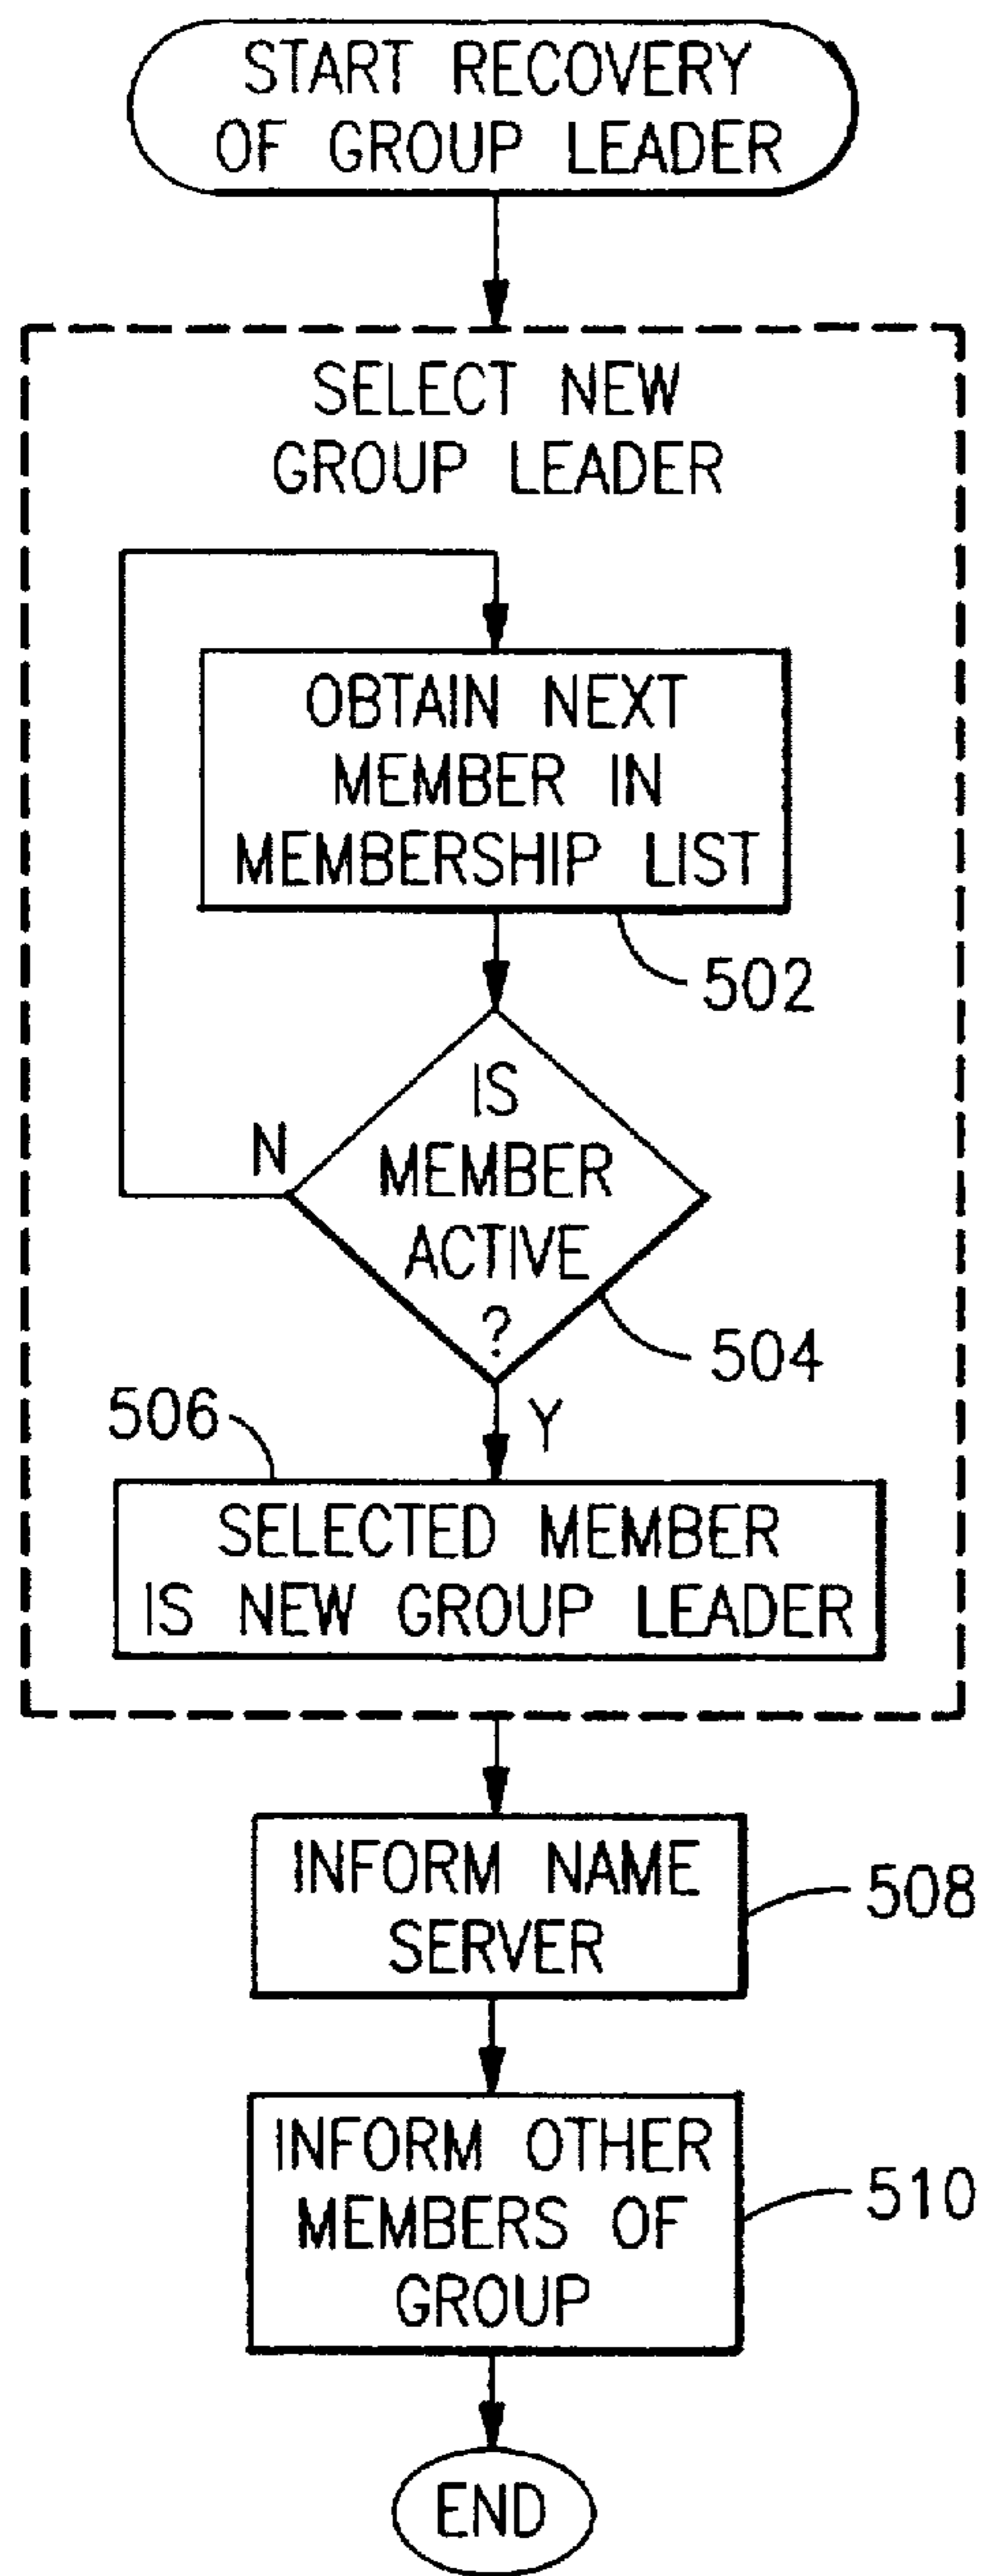 START RECOVERY
OF GROUP LEADER
SELECT NEW
GROUP LEADER
OBTAIN NEXT
MEMBER IN
MEMBERSHIP LIST
502
IS
MEMBER
ACTIVE
?
N
504
Y
506
SELECTED MEMBER
IS NEW GROUP LEADER
INFORM NAME
SERVER
508
INFORM OTHER
MEMBERS OF
GROUP
510
END